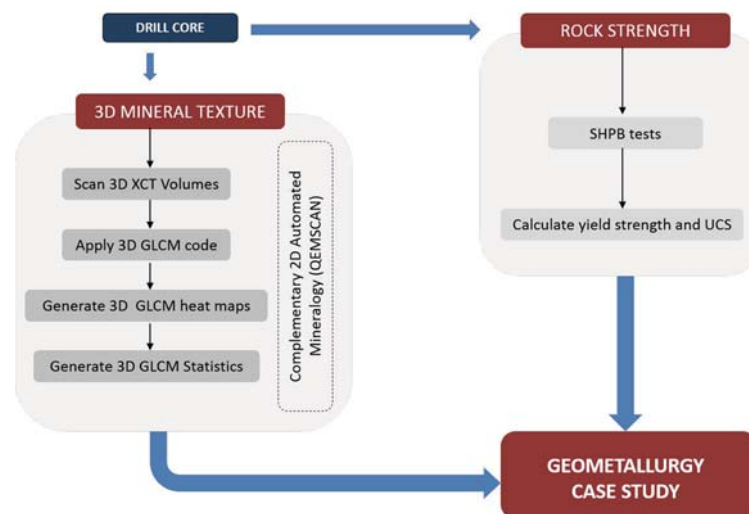 DRILL CORE
ROCK STRENGTH
3D MINERAL TEXTURE
Scan 3D XCT Volumes
Apply 3D GLCM code
Generate 3D GLCM heat maps
Generate 3D GLCM Statistics
Complementary 2D Automated
Mineralogy (QEMSCAN)
SHPB tests
Calculate yield strength and UCS
GEOMETALLURGY
CASE STUDY